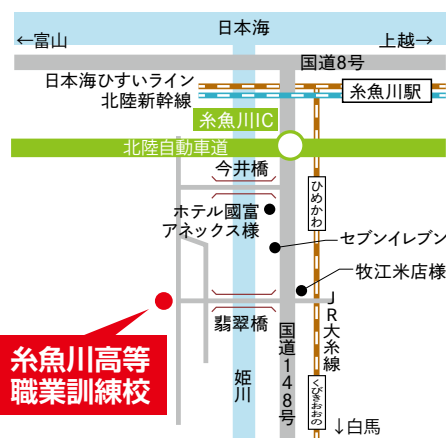 日本海
←富山
上越→
国道8号
日本海ひすいライン
北陸新幹線
糸魚川駅
糸魚川IC
北陸自動車道
今井橋
ひめかわ
ホテル國富
アネックス様
セブンイレブン
牧江米店様
JR大糸線
翡翠橋
糸魚川高等
職業訓練校
姫川
国道148号
くびきおおの
↓白馬